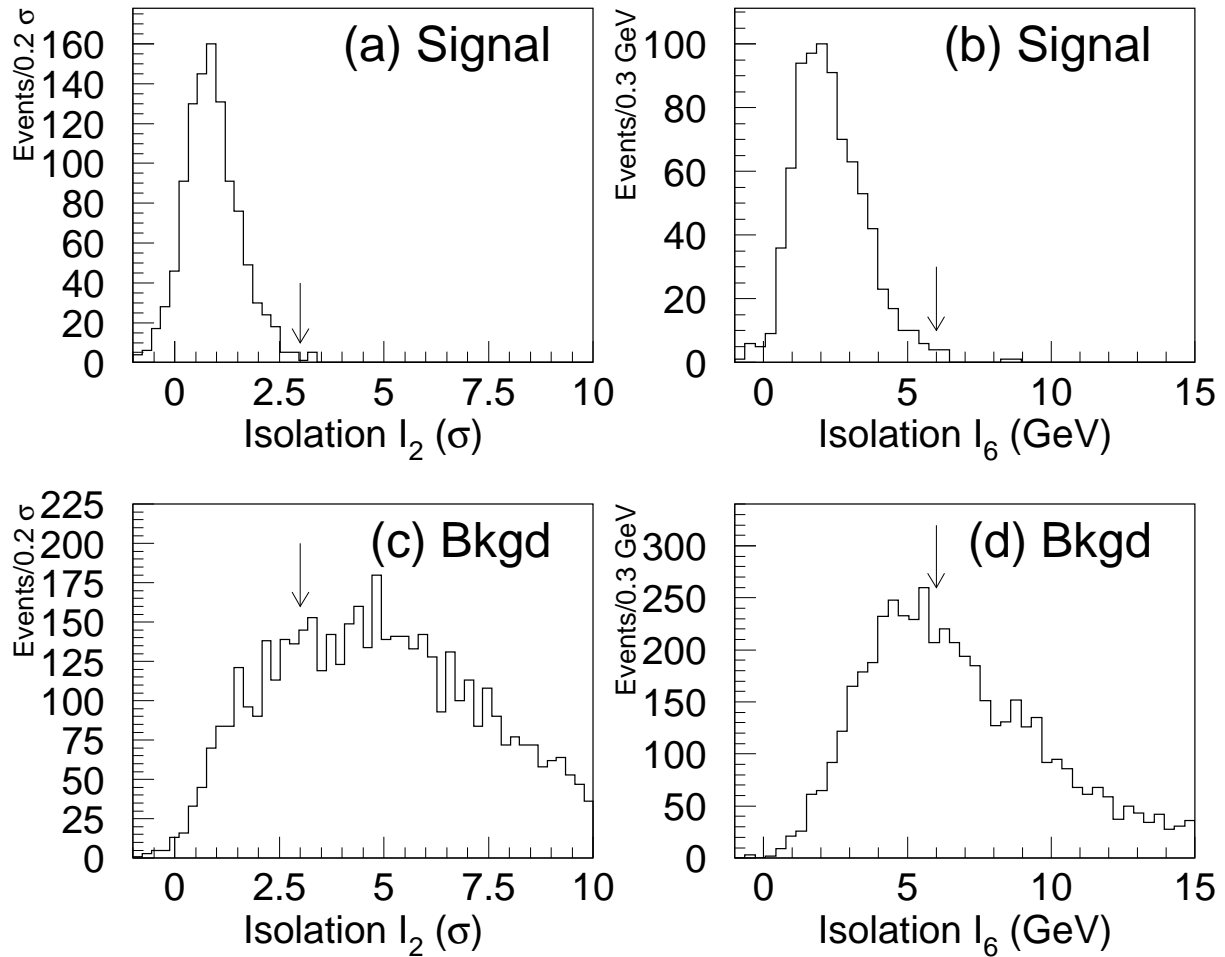 (a) Signal
Events/0.2 σ
160
140
120
100
80
60
40
20
0
0 2.5 5 7.5 10
Isolation I2 (σ)
(b) Signal
Events/0.3 GeV
100
80
60
40
20
0
0 5 10 15
Isolation I6 (GeV)
(c) Bkgd
Events/0.2 σ
225
200
175
150
125
100
75
50
25
0
0 2.5 5 7.5 10
Isolation I2 (σ)
(d) Bkgd
Events/0.3 GeV
300
250
200
150
100
50
0
0 5 10 15
Isolation I6 (GeV)